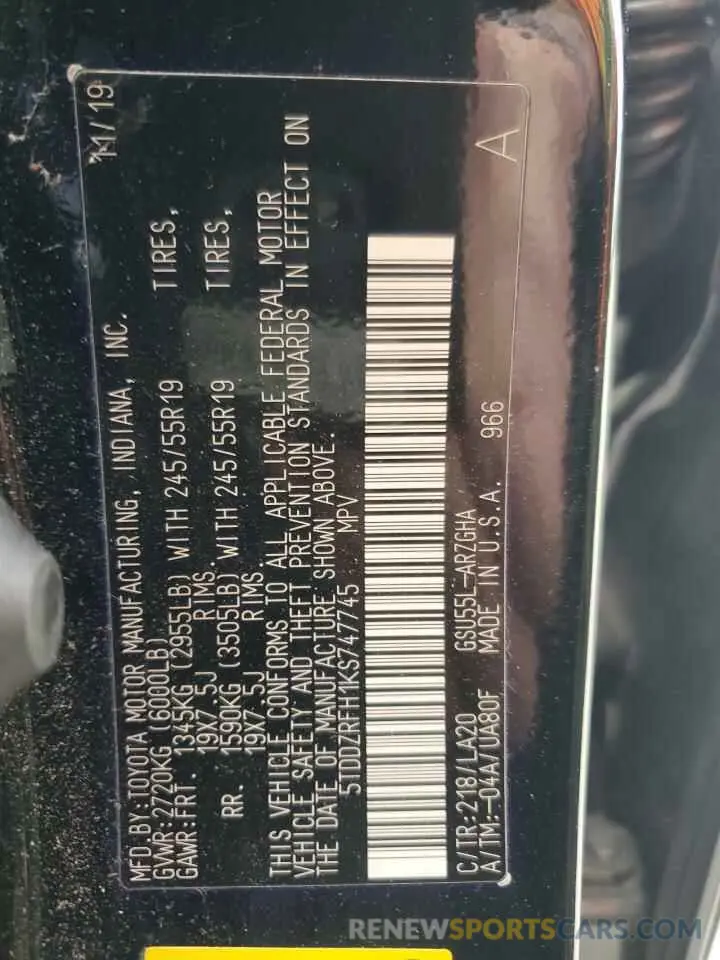 MFD.BY:TOYOTA MOTOR MANUFACTURING, INDIANA, INC. 11/19
GVWR:2720KG (6000LB)
GAWR:FRT. 1345KG (2955LB) WITH 245/55R19 TIRES,
19X7.5J RIMS.
RR. 1590KG (3505LB) WITH 245/55R19 TIRES,
19X7.5J RIMS.
THIS VEHICLE CONFORMS TO ALL APPLICABLE FEDERAL MOTOR
VEHICLE SAFETY AND THEFT PREVENTION STANDARDS IN EFFECT ON
THE DATE OF MANUFACTURE SHOWN ABOVE.
5TDDZRFH1KS747745 MPV
C/TR:218/LA20 GSU55L-ARZGHA
A/TM:-04A/UA80F MADE IN U.S.A. 966 A
RENEWSPORTSCARS.COM